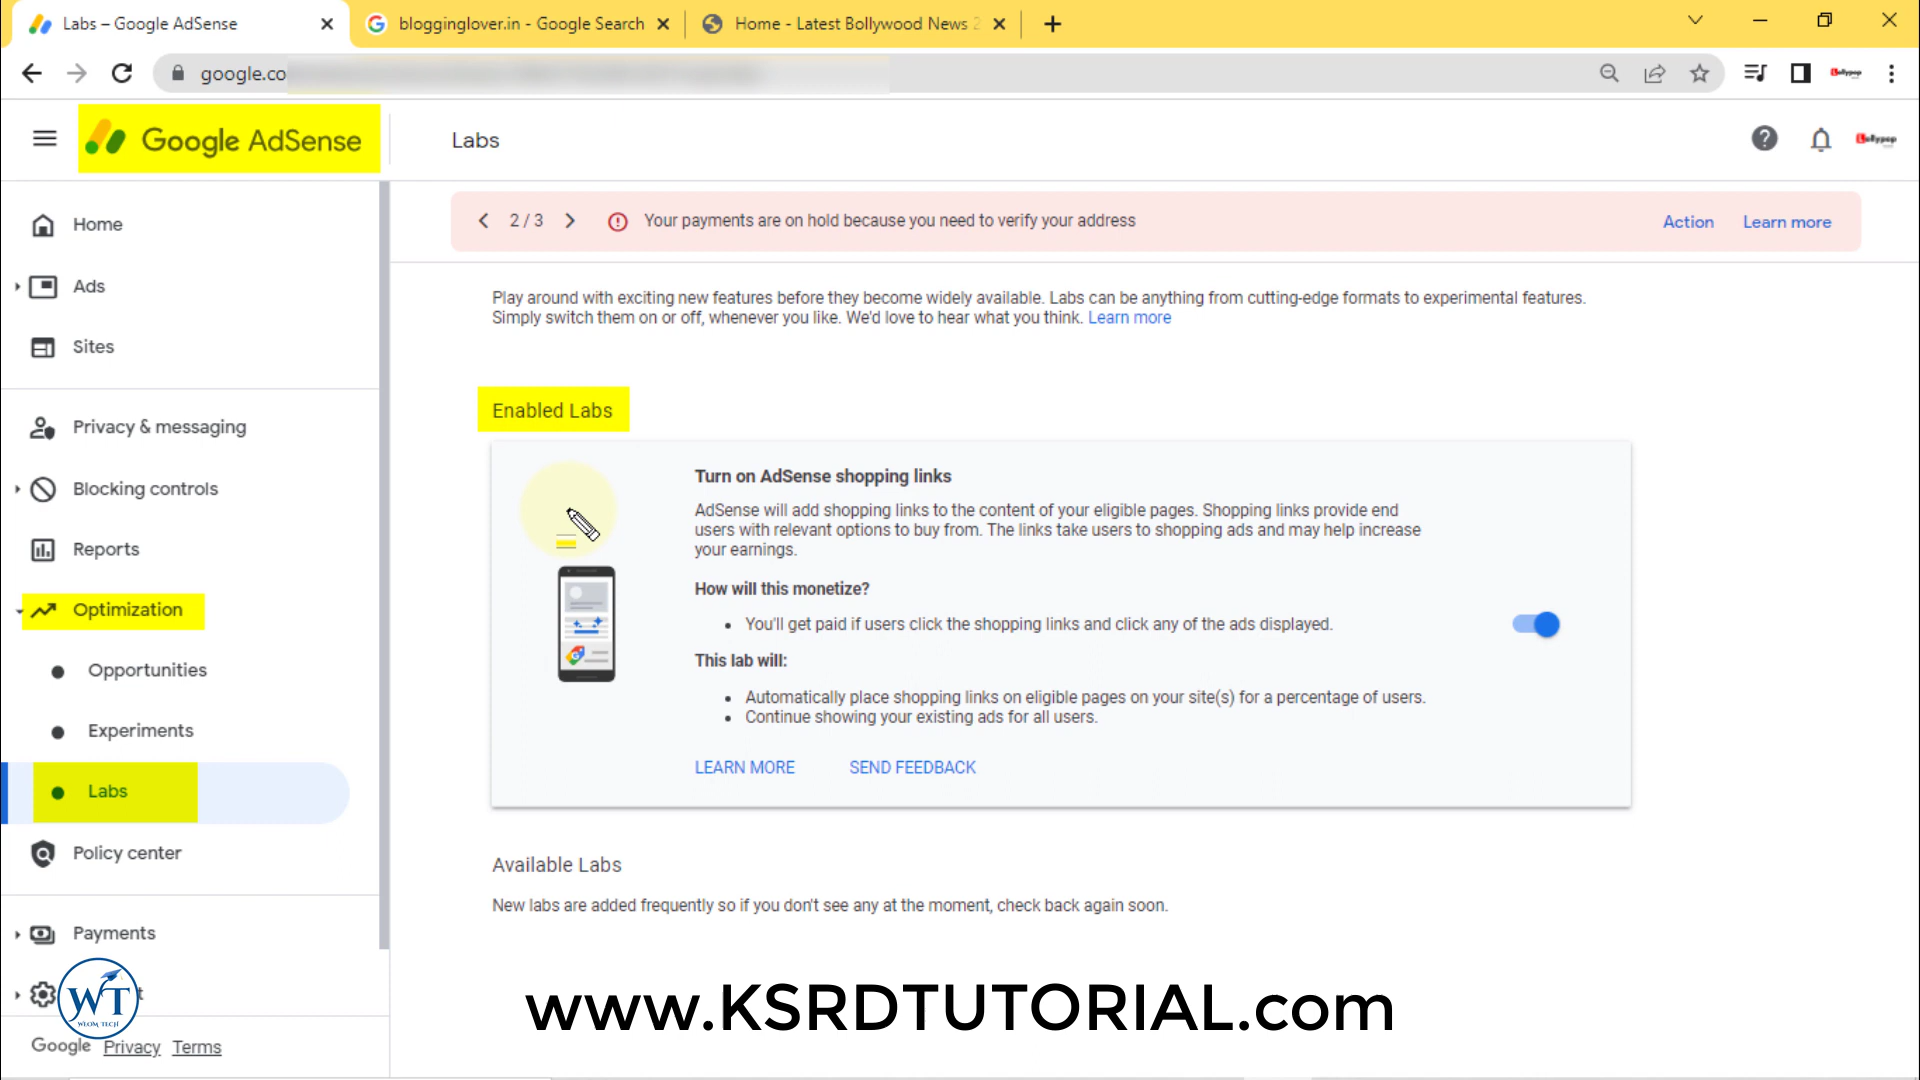 Labs – Google AdSense
blogginglover.in - Google Search
Home - Latest Bollywood News 2
google.co
Google AdSense
Labs
Lollypop
Home
Ads
Sites
Privacy & messaging
Blocking controls
Reports
Optimization
Opportunities
Experiments
Labs
Policy center
Payments
Google Privacy Terms
2 / 3
Your payments are on hold because you need to verify your address
Action Learn more
Play around with exciting new features before they become widely available. Labs can be anything from cutting-edge formats to experimental features.
Simply switch them on or off, whenever you like. We'd love to hear what you think. Learn more
Enabled Labs
Turn on AdSense shopping links
AdSense will add shopping links to the content of your eligible pages. Shopping links provide end
users with relevant options to buy from. The links take users to shopping ads and may help increase
your earnings.
How will this monetize?
• You'll get paid if users click the shopping links and click any of the ads displayed.
This lab will:
• Automatically place shopping links on eligible pages on your site(s) for a percentage of users.
• Continue showing your existing ads for all users.
LEARN MORE SEND FEEDBACK
Available Labs
New labs are added frequently so if you don't see any at the moment, check back again soon.
WT
WLOM TECH
www.KSRDTUTORIAL.com